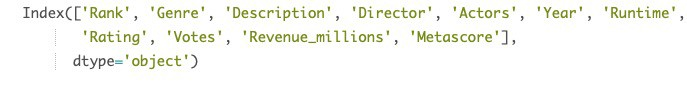 Index(['Rank', 'Genre', 'Description', 'Director', 'Actors', 'Year', 'Runtime',
'Rating', 'Votes', 'Revenue_millions', 'Metascore'],
dtype='object')